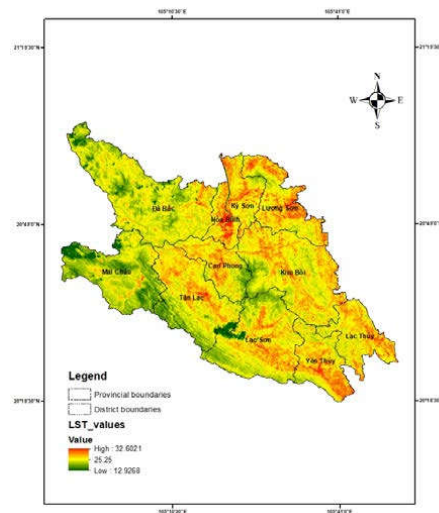 N
W E
S
Đà Bắc
Kỳ Sơn
Lương Sơn
Hòa Bình
Mai Châu
Cao Phong
Kim Bôi
Tân Lạc
Lạc Sơn
Lạc Thủy
Yên Thủy
Legend
Provincial boundaries
District boundaries
LST_values
Value
High : 32.6021
25.25
Low : 12.9268